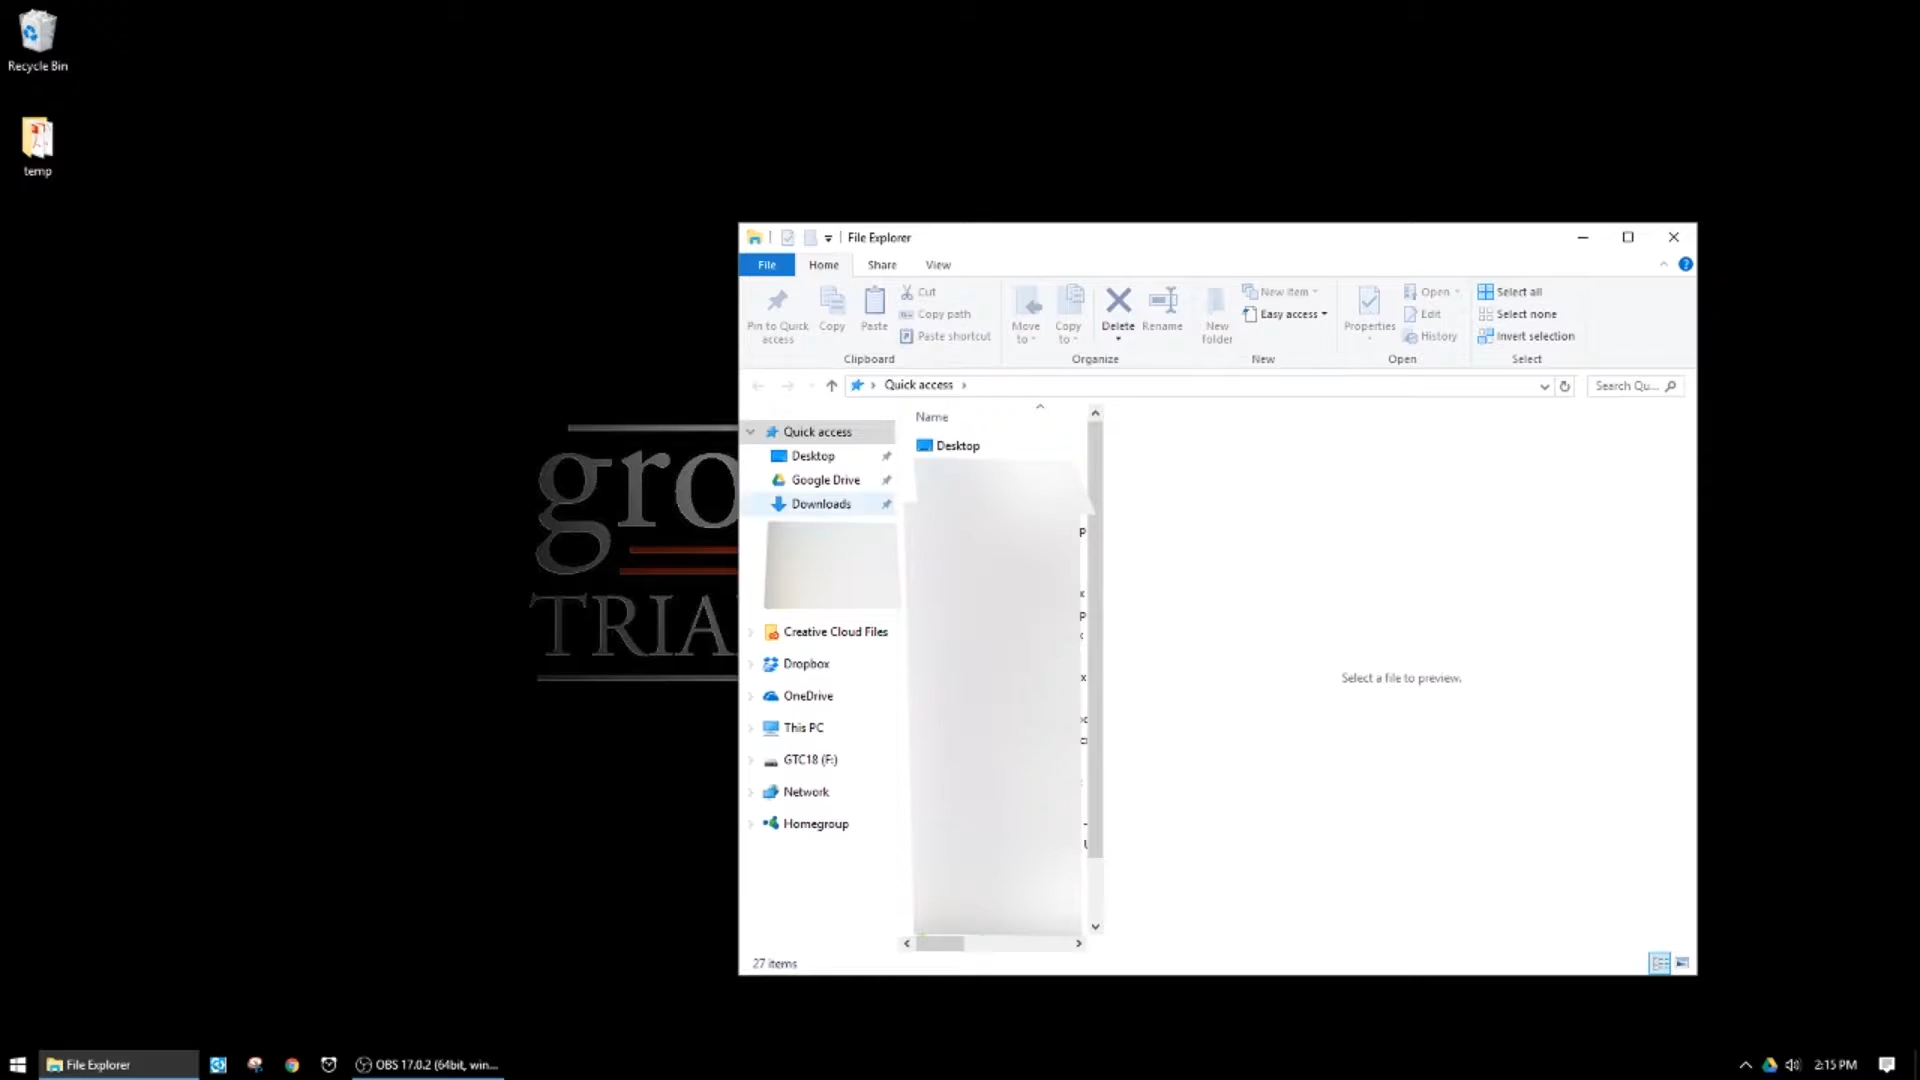 Recycle Bin
temp
gro
TRIA
File Explorer
File
Home
Share
View
Pin to Quick access
Copy
Paste
Cut
Copy path
Paste shortcut
Clipboard
Move to
Copy to
Delete
Rename
Organize
New folder
New item
Easy access
New
Properties
Open
Edit
History
Open
Select all
Select none
Invert selection
Select
Quick access
Search Qu...
Quick access
Desktop
Google Drive
Downloads
Creative Cloud Files
Dropbox
OneDrive
This PC
GTC18 (F:)
Network
Homegroup
Name
Desktop
Select a file to preview.
27 items
File Explorer
OBS 17.0.2 (64bit, win...
2:15 PM